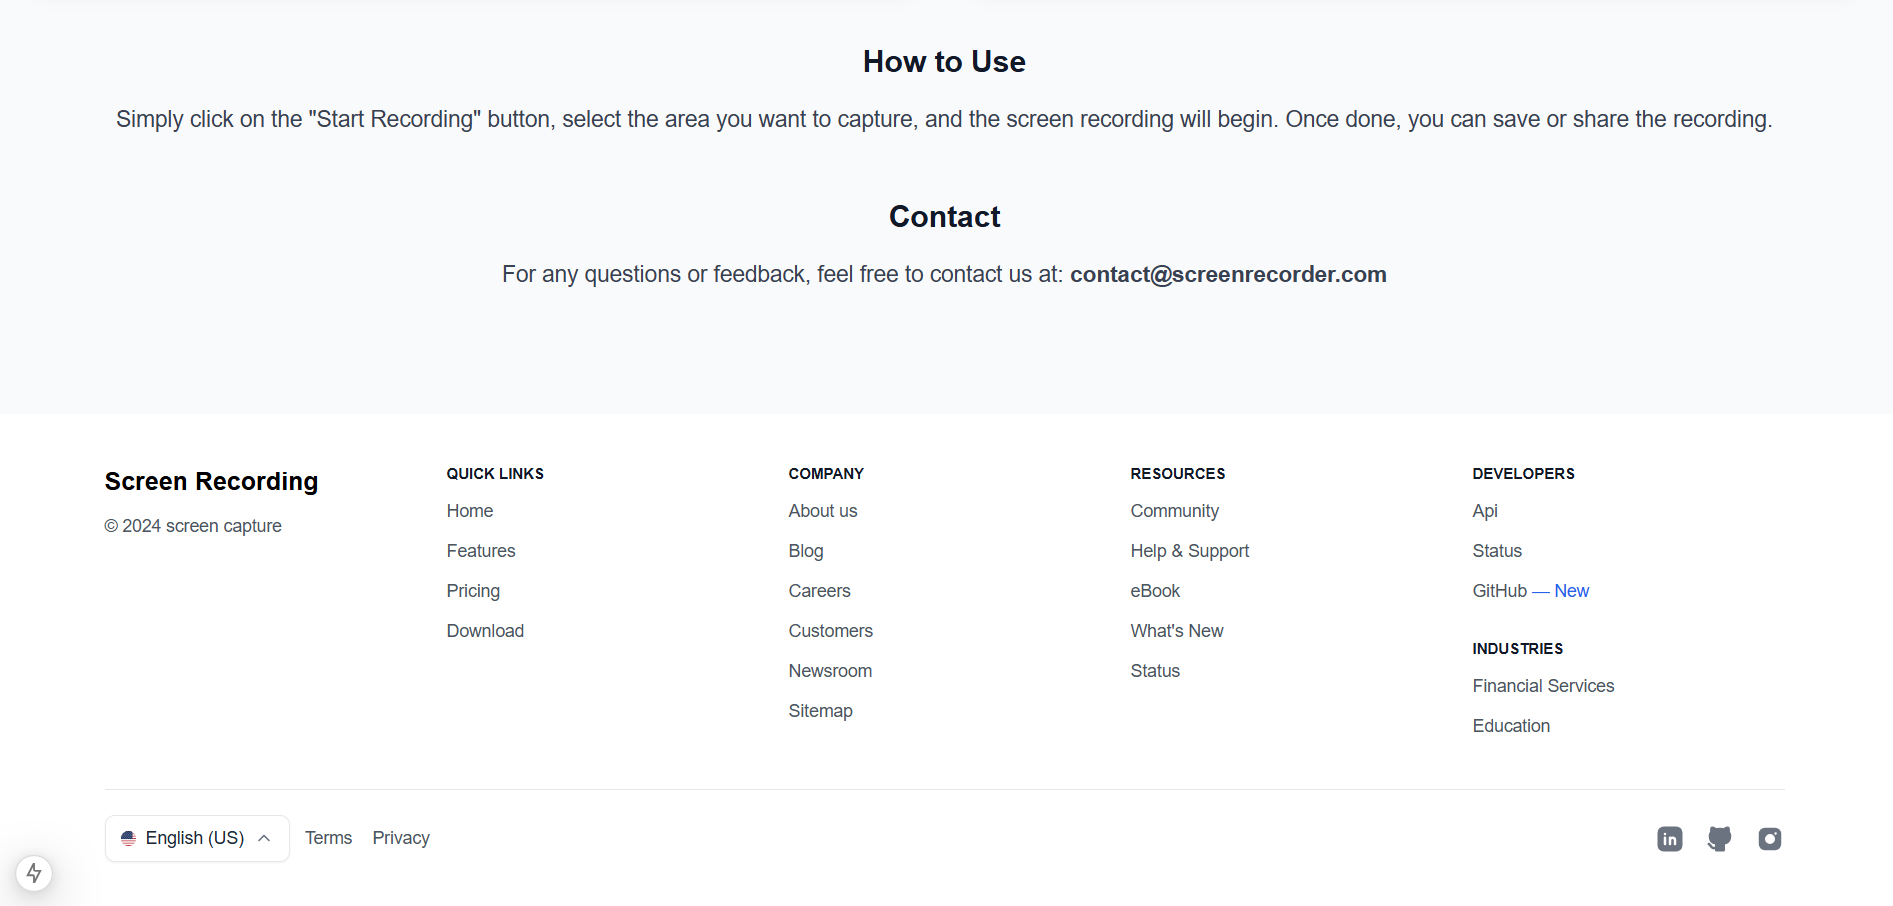 How to Use
Simply click on the "Start Recording" button, select the area you want to capture, and the screen recording will begin. Once done, you can save or share the recording.
Contact
For any questions or feedback, feel free to contact us at: contact@screenrecorder.com
Screen Recording
© 2024 screen capture
QUICK LINKS
Home
Features
Pricing
Download
COMPANY
About us
Blog
Careers
Customers
Newsroom
Sitemap
RESOURCES
Community
Help & Support
eBook
What's New
Status
DEVELOPERS
Api
Status
GitHub — New
INDUSTRIES
Financial Services
Education
English (US)
Terms
Privacy
in